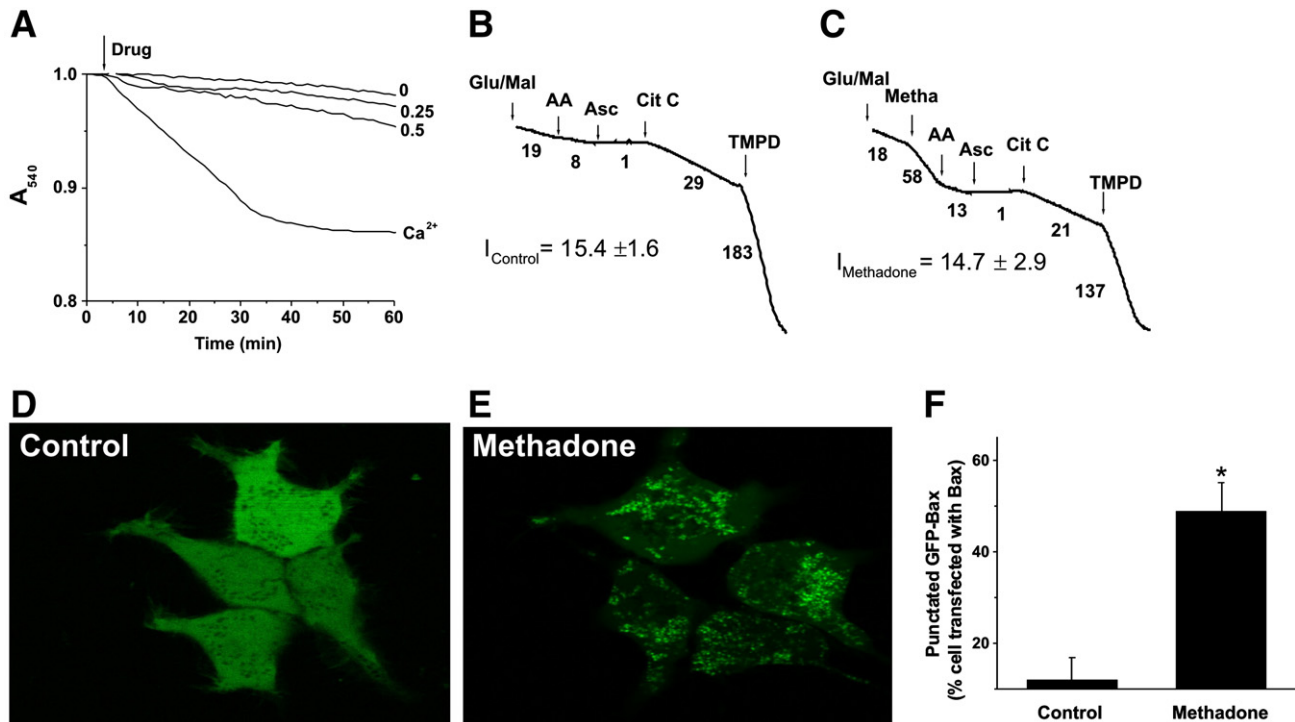 A
Drug
1.0
0.9
0.8
A540
0
0.25
0.5
Ca2+
0 10 20 30 40 50 60
Time (min)
B
Glu/Mal
AA
Asc
Cit C
TMPD
19
8
1
29
183
IControl = 15.4 ±1.6
C
Glu/Mal
Metha
AA
Asc
Cit C
TMPD
18
58
13
1
21
137
IMethadone = 14.7 ± 2.9
D
Control
E
Methadone
F
Punctated GFP-Bax
(% cell transfected with Bax)
60
40
20
*
Control Methadone